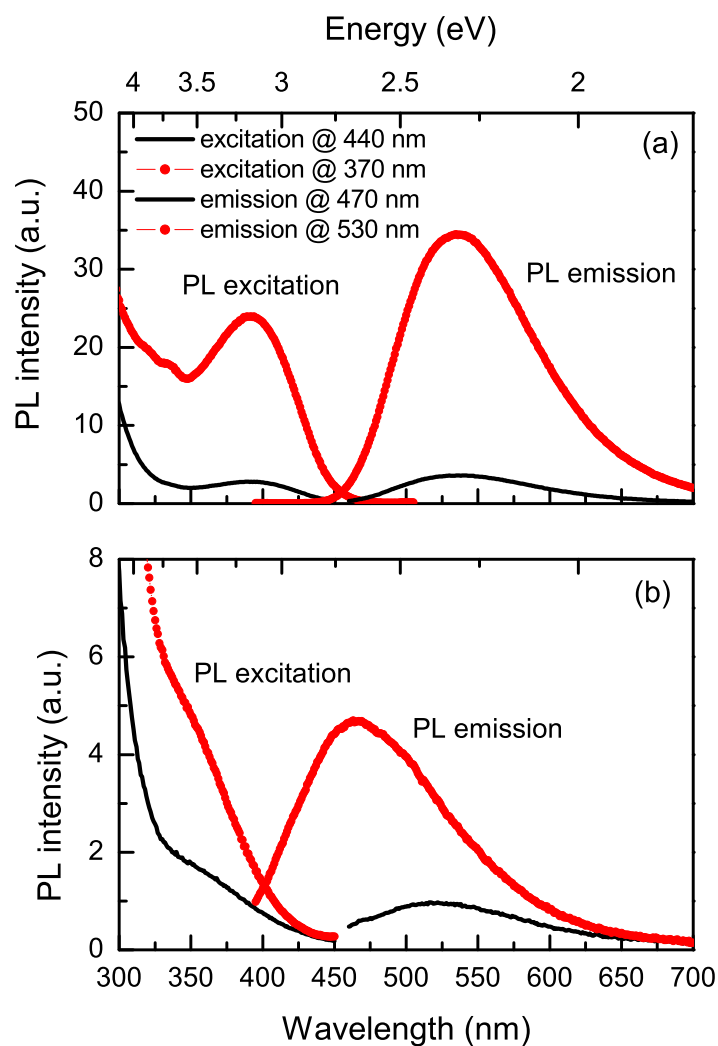 Energy (eV)
4 3.5 3 2.5 2
50
40
30
20
10
0
PL intensity (a.u.)
excitation @ 440 nm
excitation @ 370 nm
emission @ 470 nm
emission @ 530 nm
(a)
PL excitation
PL emission
8
6
4
2
0
PL intensity (a.u.)
(b)
PL excitation
PL emission
300 350 400 450 500 550 600 650 700
Wavelength (nm)